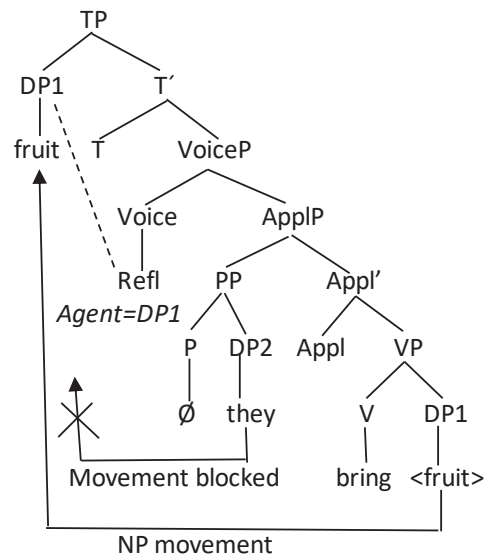 TP
DP1 T´
fruit T VoiceP
Voice ApplP
Refl PP Appl’
Agent=DP1
P DP2 Appl VP
Ø they V DP1
Movement blocked bring <fruit>
NP movement